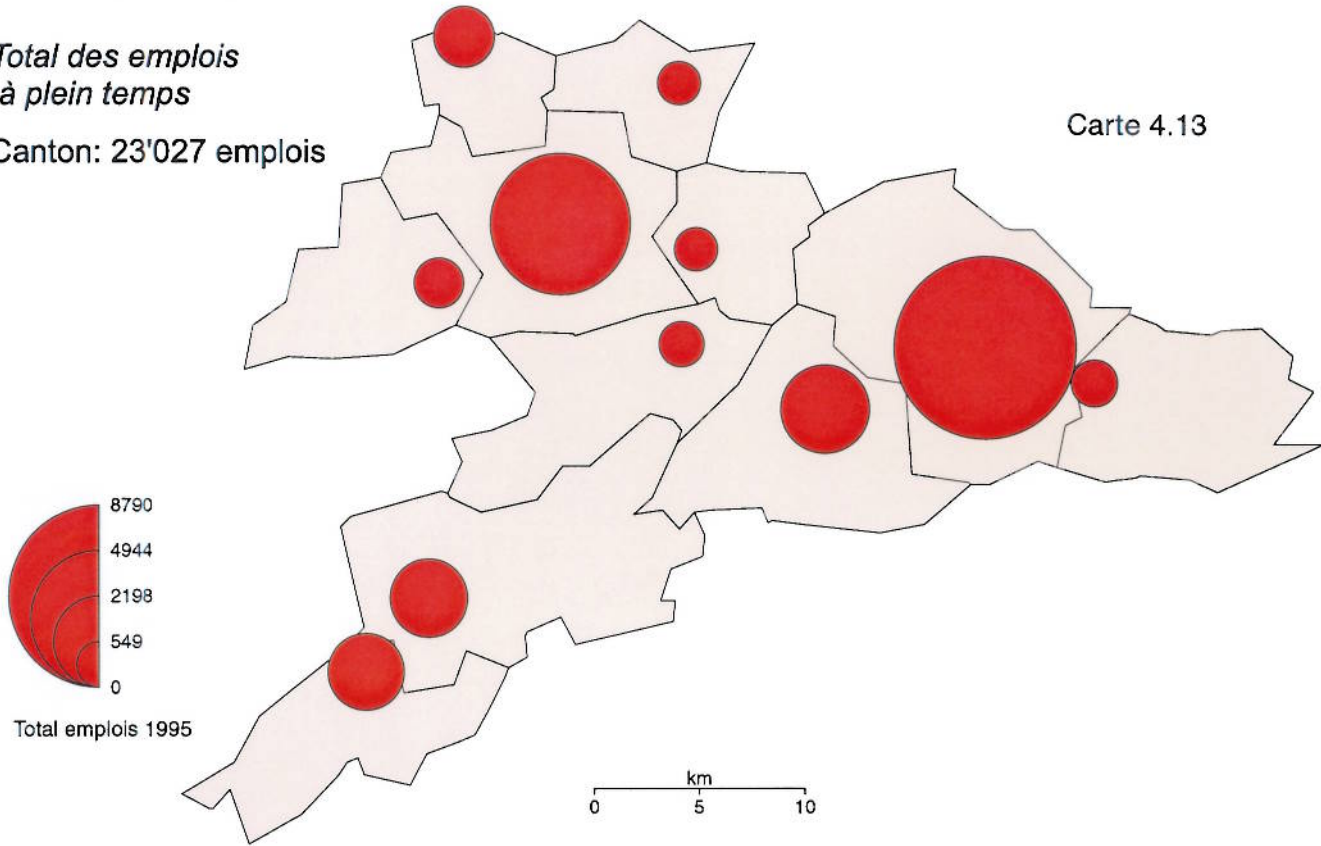 Total des emplois
à plein temps
Canton: 23'027 emplois
Carte 4.13
8790
4944
2198
549
0
Total emplois 1995
km
0 5 10